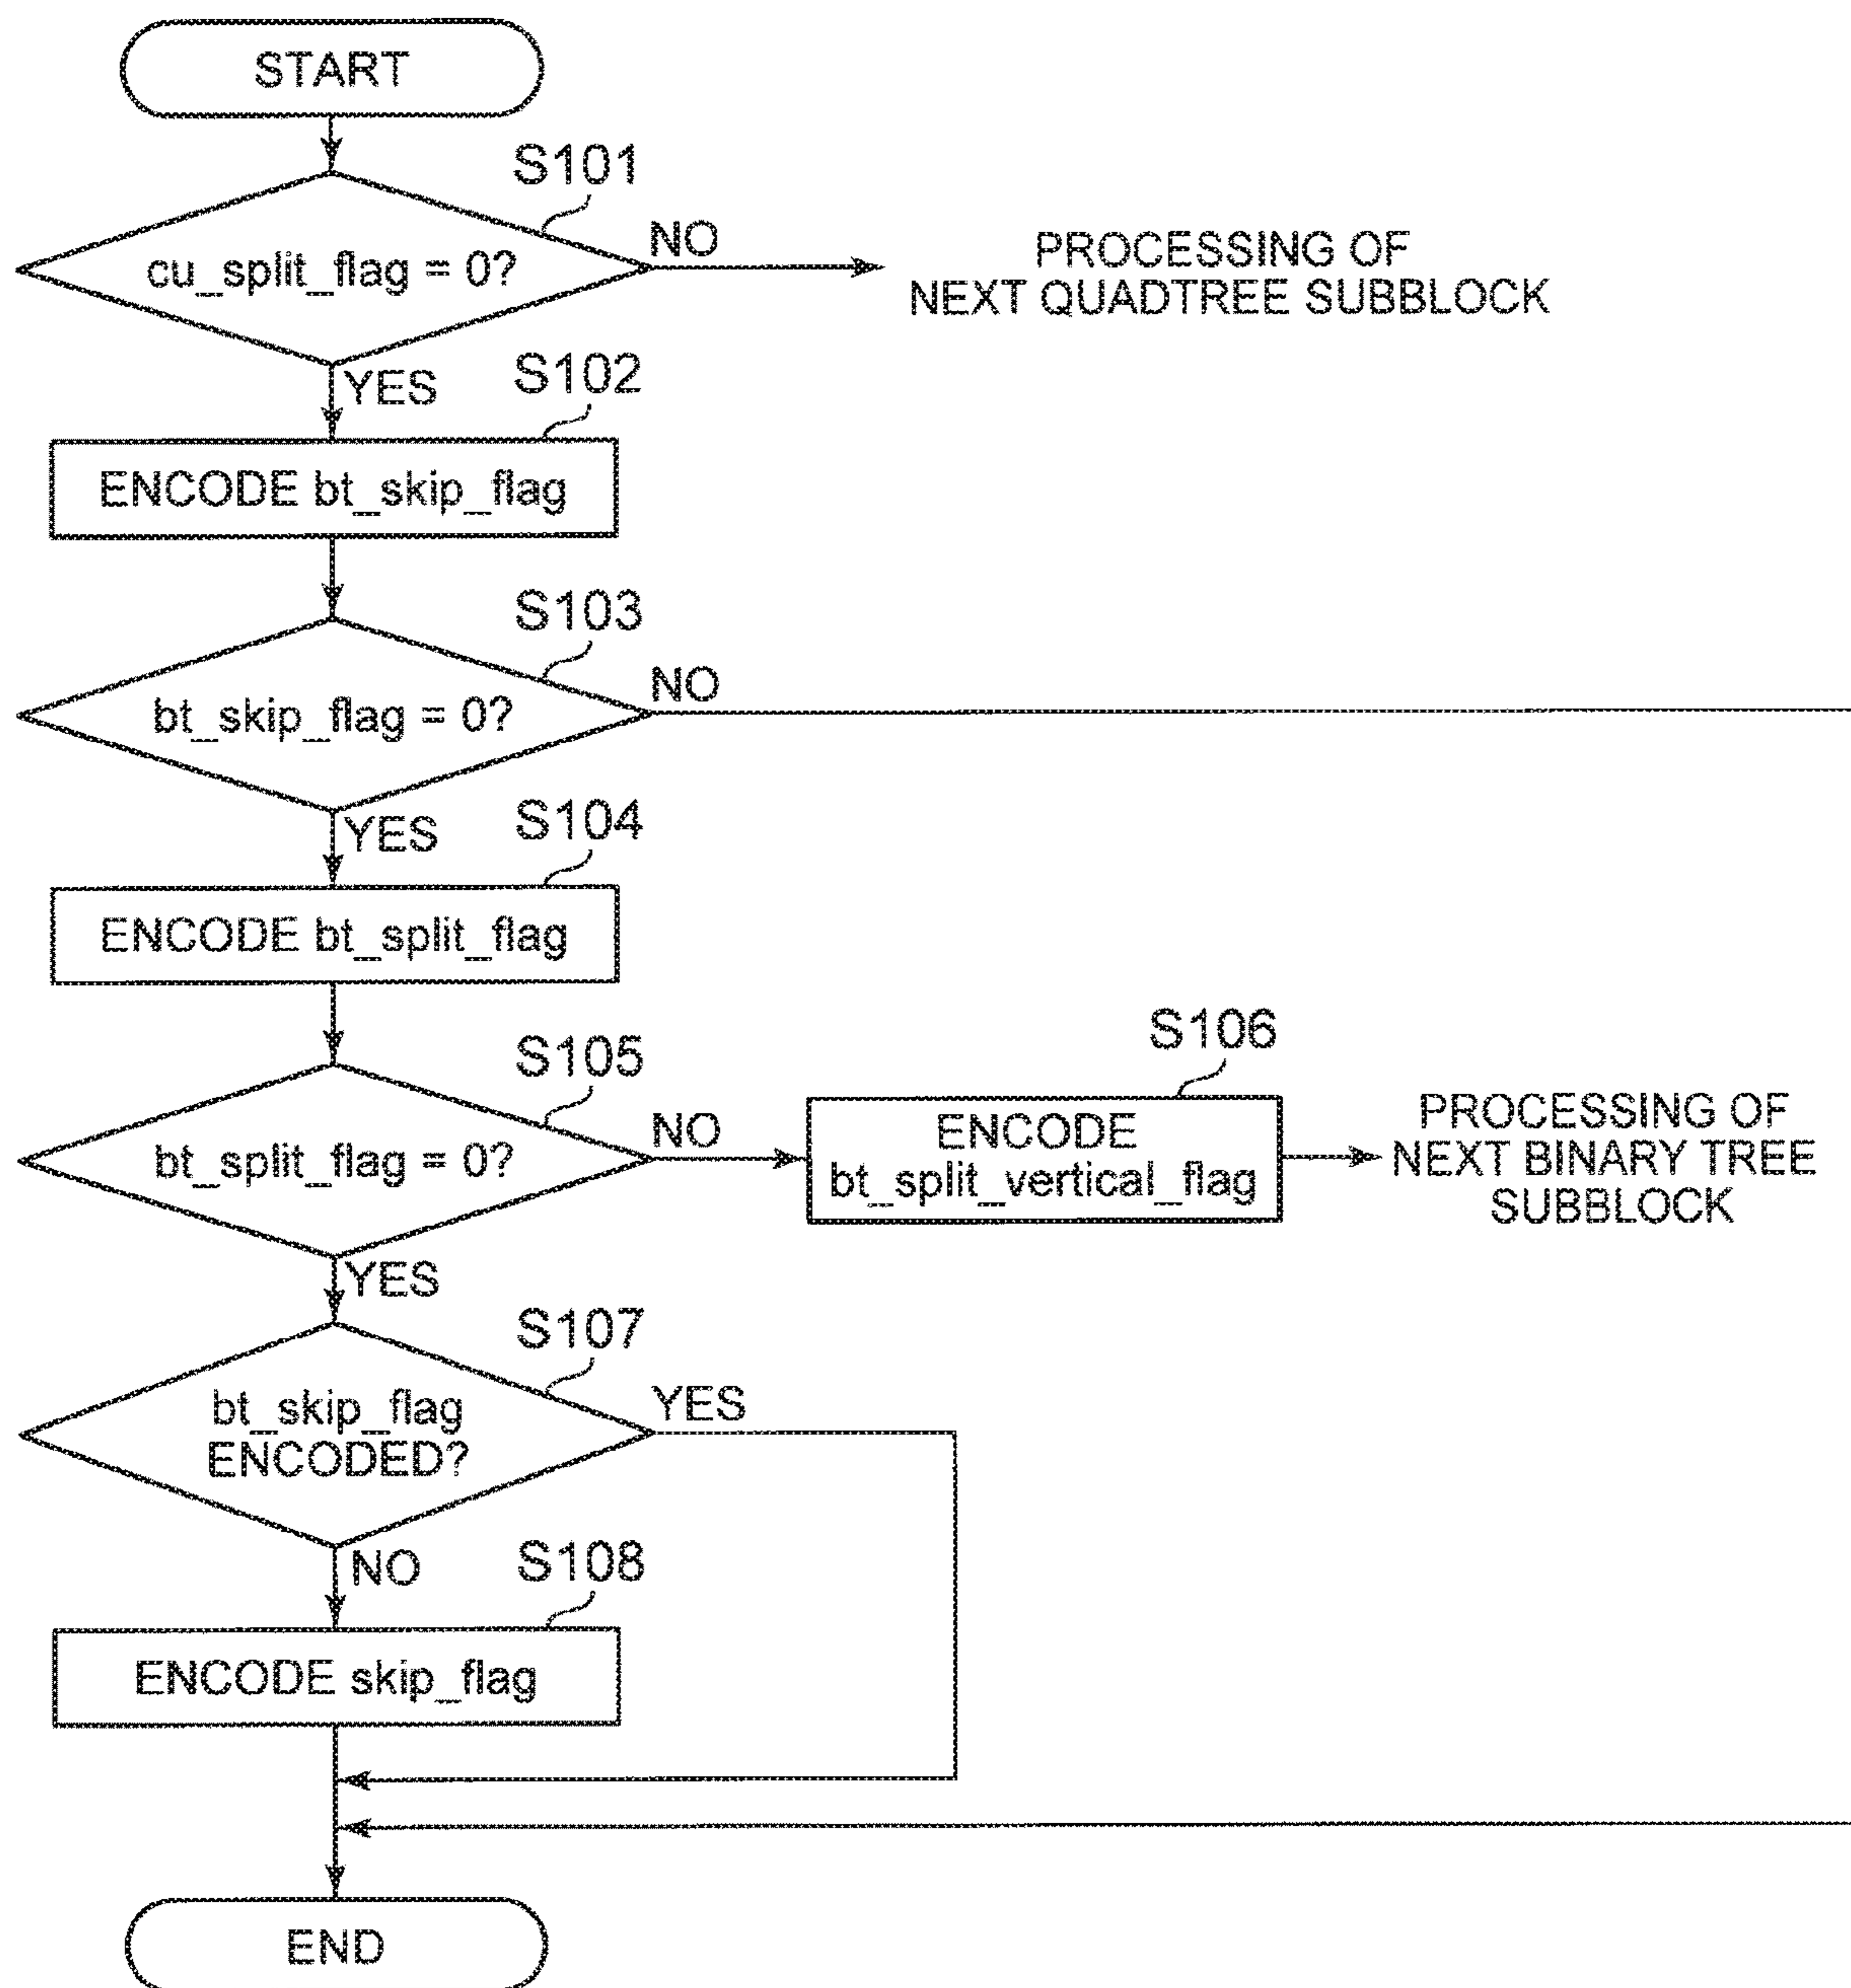 START
S101
cu_split_flag = 0?
NO
PROCESSING OF
NEXT QUADTREE SUBBLOCK
YES
S102
ENCODE bt_skip_flag
S103
bt_skip_flag = 0?
NO
YES
S104
ENCODE bt_split_flag
S105
bt_split_flag = 0?
NO
S106
ENCODE
bt_split_vertical_flag
PROCESSING OF
NEXT BINARY TREE
SUBBLOCK
YES
S107
bt_skip_flag
ENCODED?
YES
NO
S108
ENCODE skip_flag
END